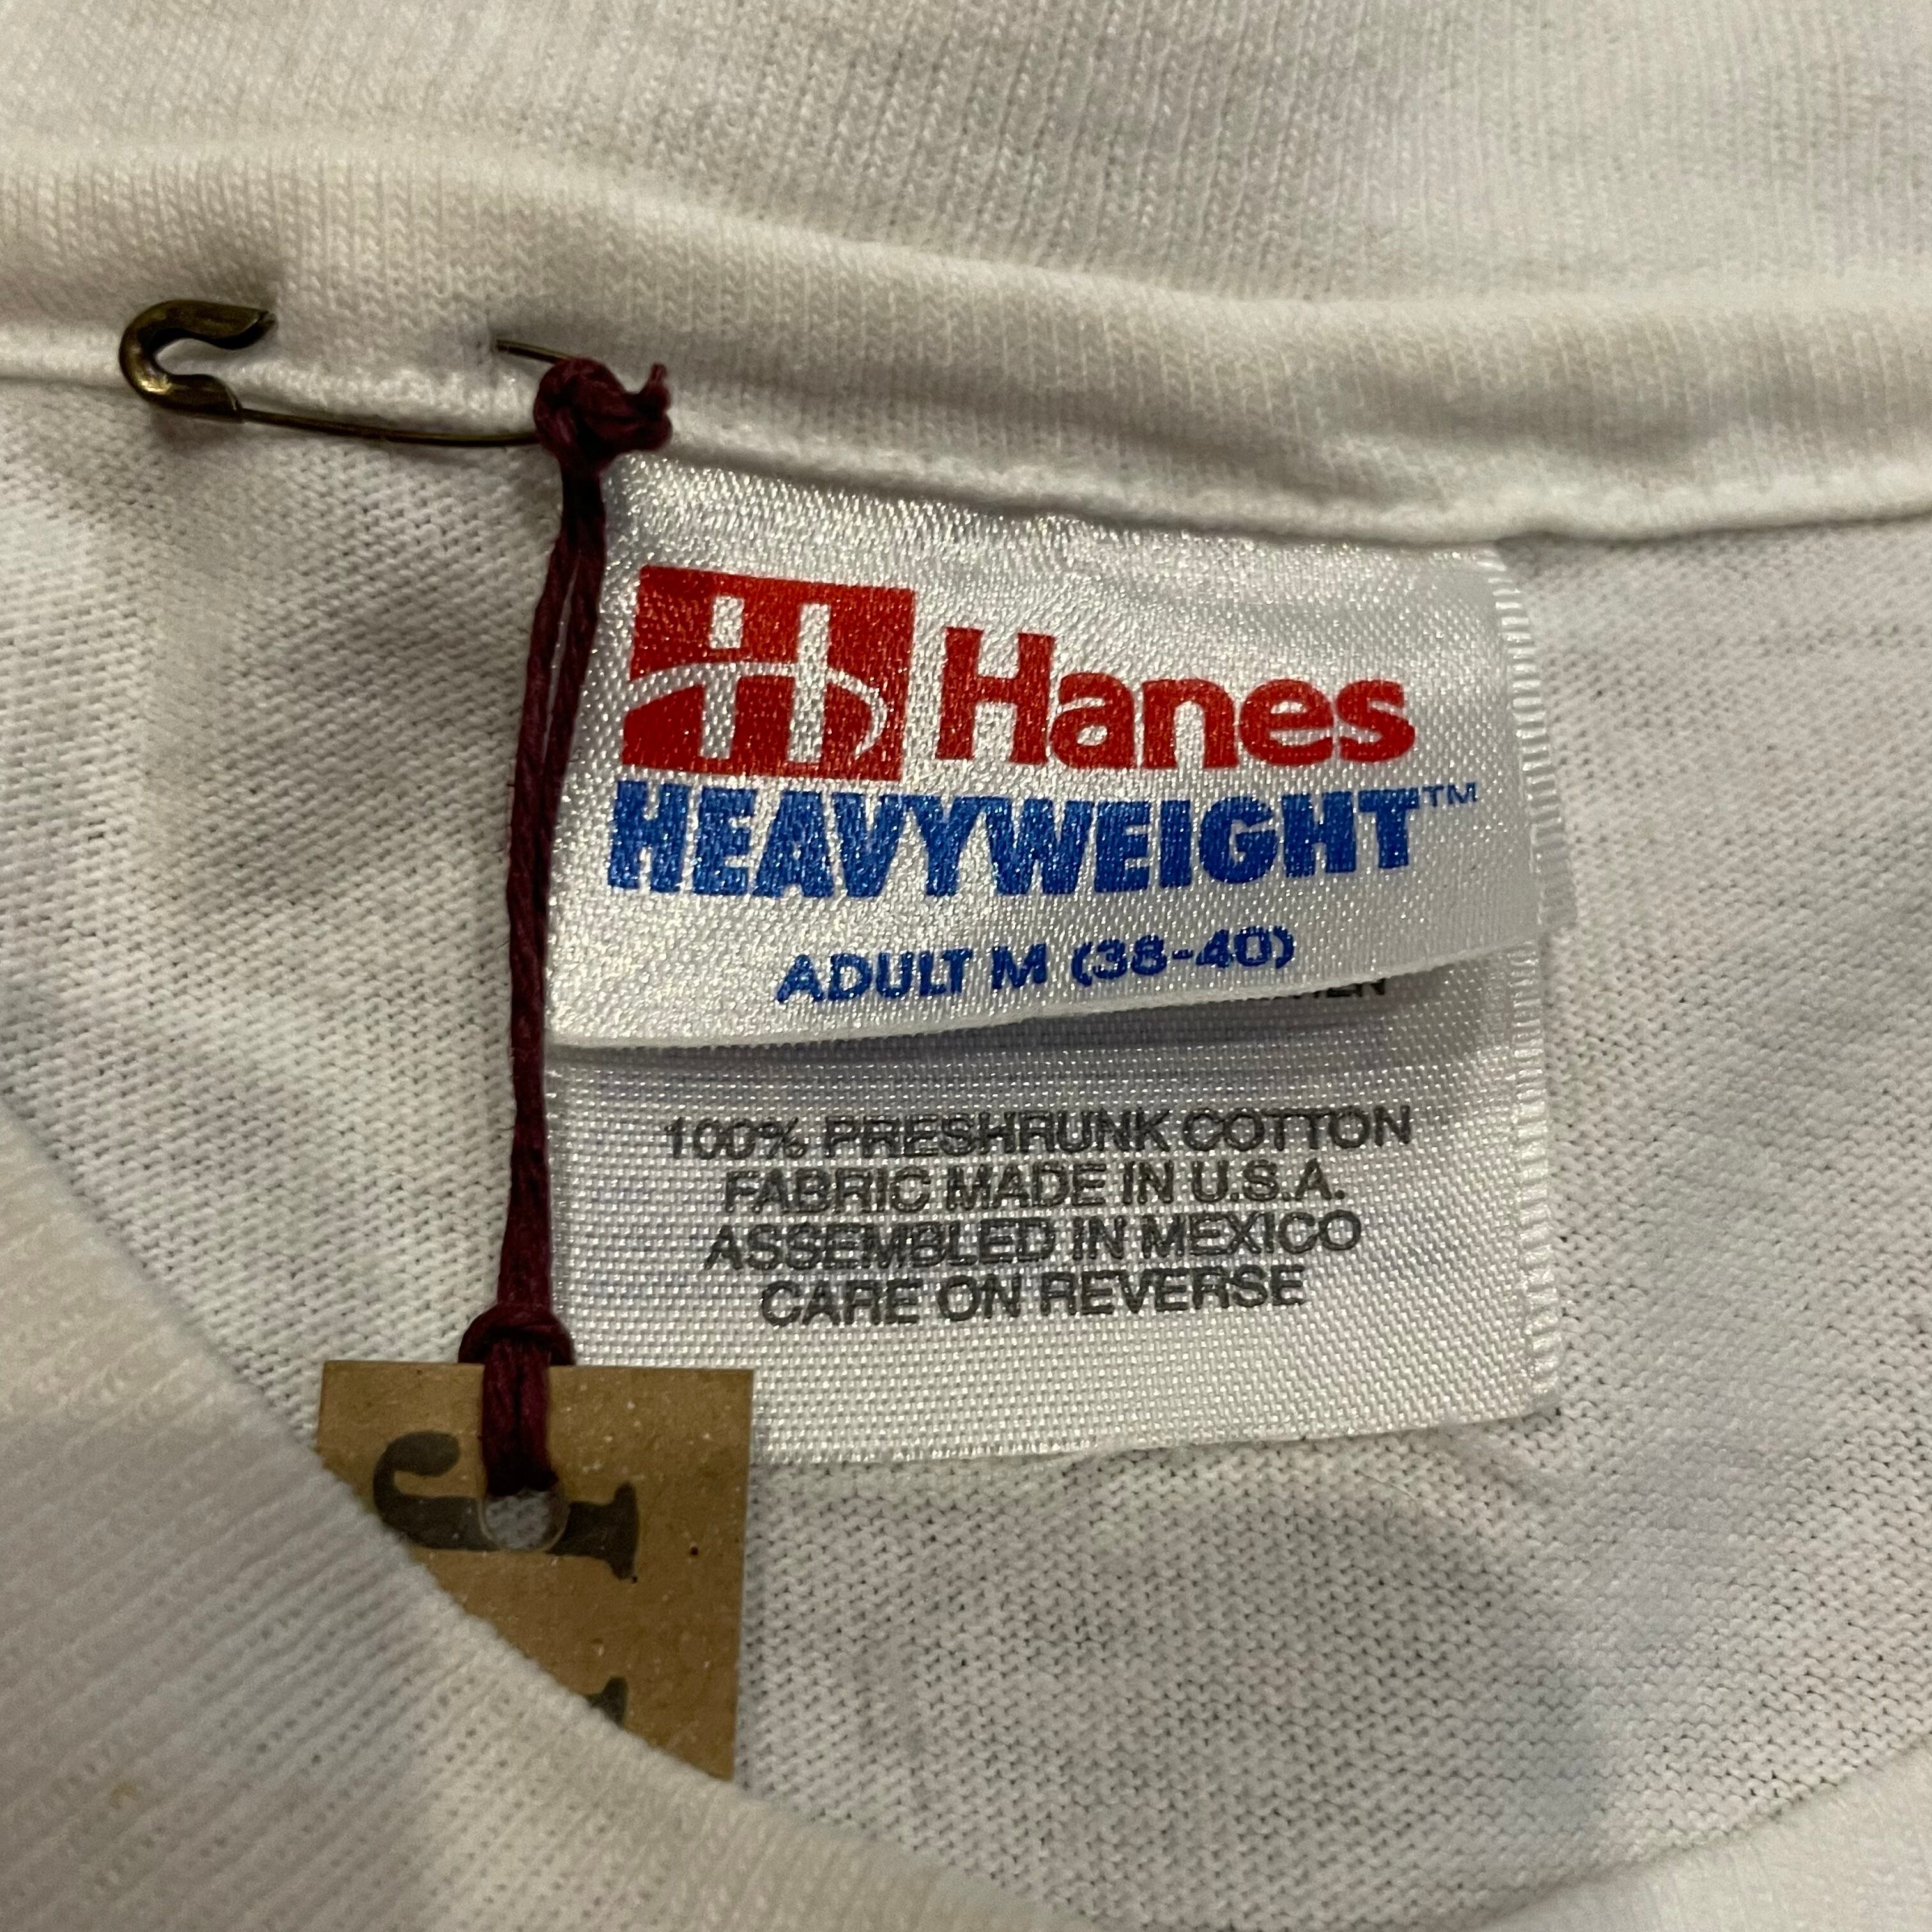 Hanes
HEAVYWEIGHT™
ADULT M (38-40)
100% PRESHRUNK COTTON
FABRIC MADE IN U.S.A.
ASSEMBLED IN MEXICO
CARE ON REVERSE